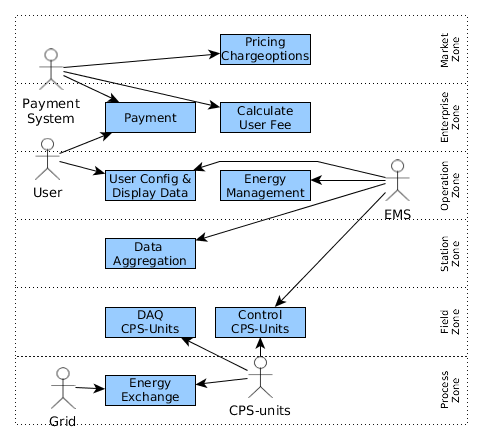 Pricing
Chargeoptions
Market
Zone
Payment
System
Payment
Calculate
User Fee
Enterprise
Zone
User
User Config &
Display Data
Energy
Management
EMS
Operation
Zone
Data
Aggregation
Station
Zone
DAQ
CPS-Units
Control
CPS-Units
Field
Zone
Grid
Energy
Exchange
CPS-units
Process
Zone